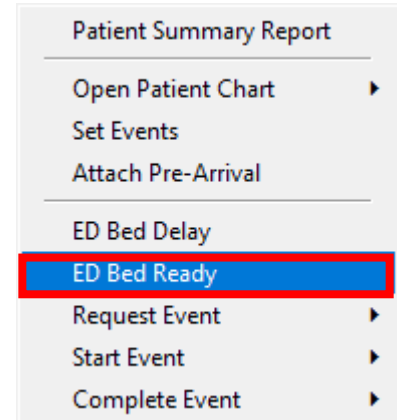 Patient Summary Report
Open Patient Chart
Set Events
Attach Pre-Arrival
ED Bed Delay
ED Bed Ready
Request Event
Start Event
Complete Event